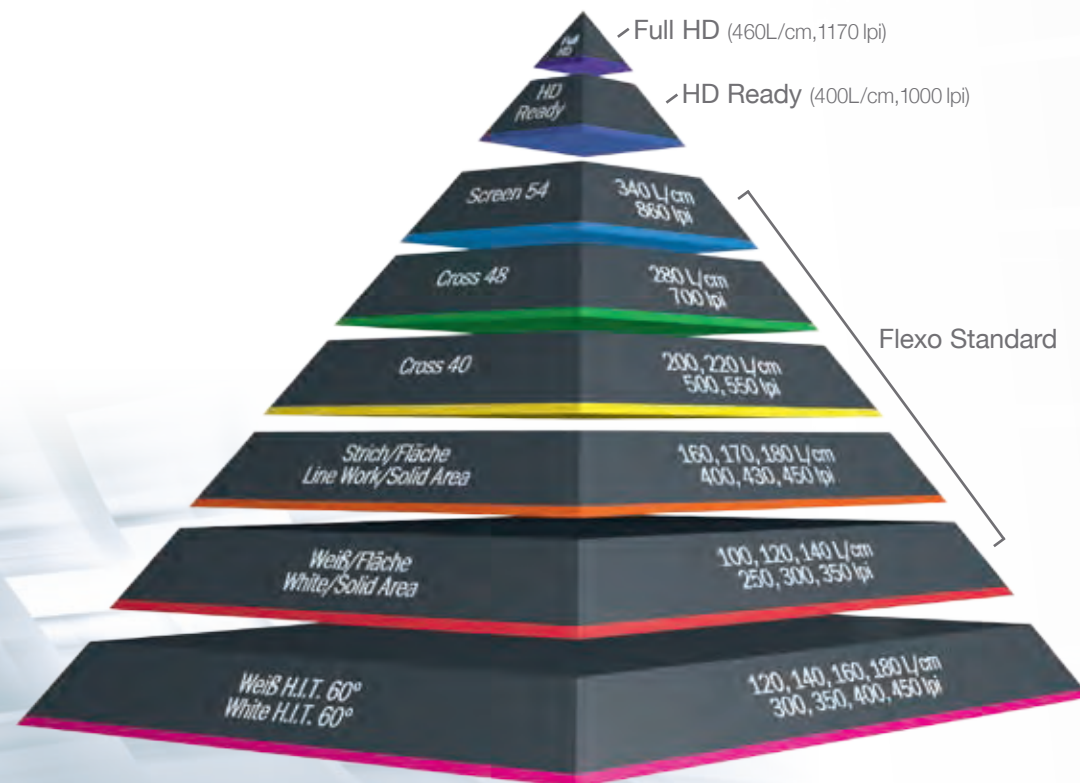 Full
HD
Full HD (460L/cm,1170 lpi)
HD
Ready
HD Ready (400L/cm,1000 lpi)
Screen 54
340 L/cm
860 lpi
Cross 48
280 L/cm
700 lpi
Flexo Standard
Cross 40
200, 220 L/cm
500, 550 lpi
Strich/Fläche
Line Work/Solid Area
160, 170, 180 L/cm
400, 430, 450 lpi
Weiß/Fläche
White/Solid Area
100, 120, 140 L/cm
250, 300, 350 lpi
Weiß H.I.T. 60°
White H.I.T. 60°
120, 140, 160, 180 L/cm
300, 350, 400, 450 lpi